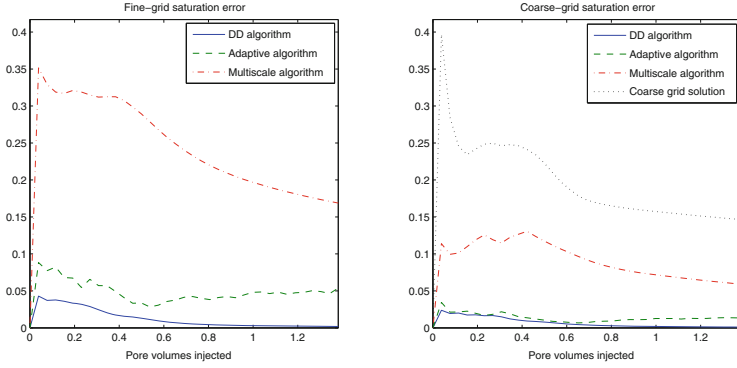 Fine-grid saturation error
0.4
0.35
0.3
0.25
0.2
0.15
0.1
0.05
0
DD algorithm
Adaptive algorithm
Multiscale algorithm
0 0.2 0.4 0.6 0.8 1 1.2
Pore volumes injected
Coarse-grid saturation error
0.4
0.35
0.3
0.25
0.2
0.15
0.1
0.05
0
DD algorithm
Adaptive algorithm
Multiscale algorithm
Coarse grid solution
0 0.2 0.4 0.6 0.8 1 1.2
Pore volumes injected